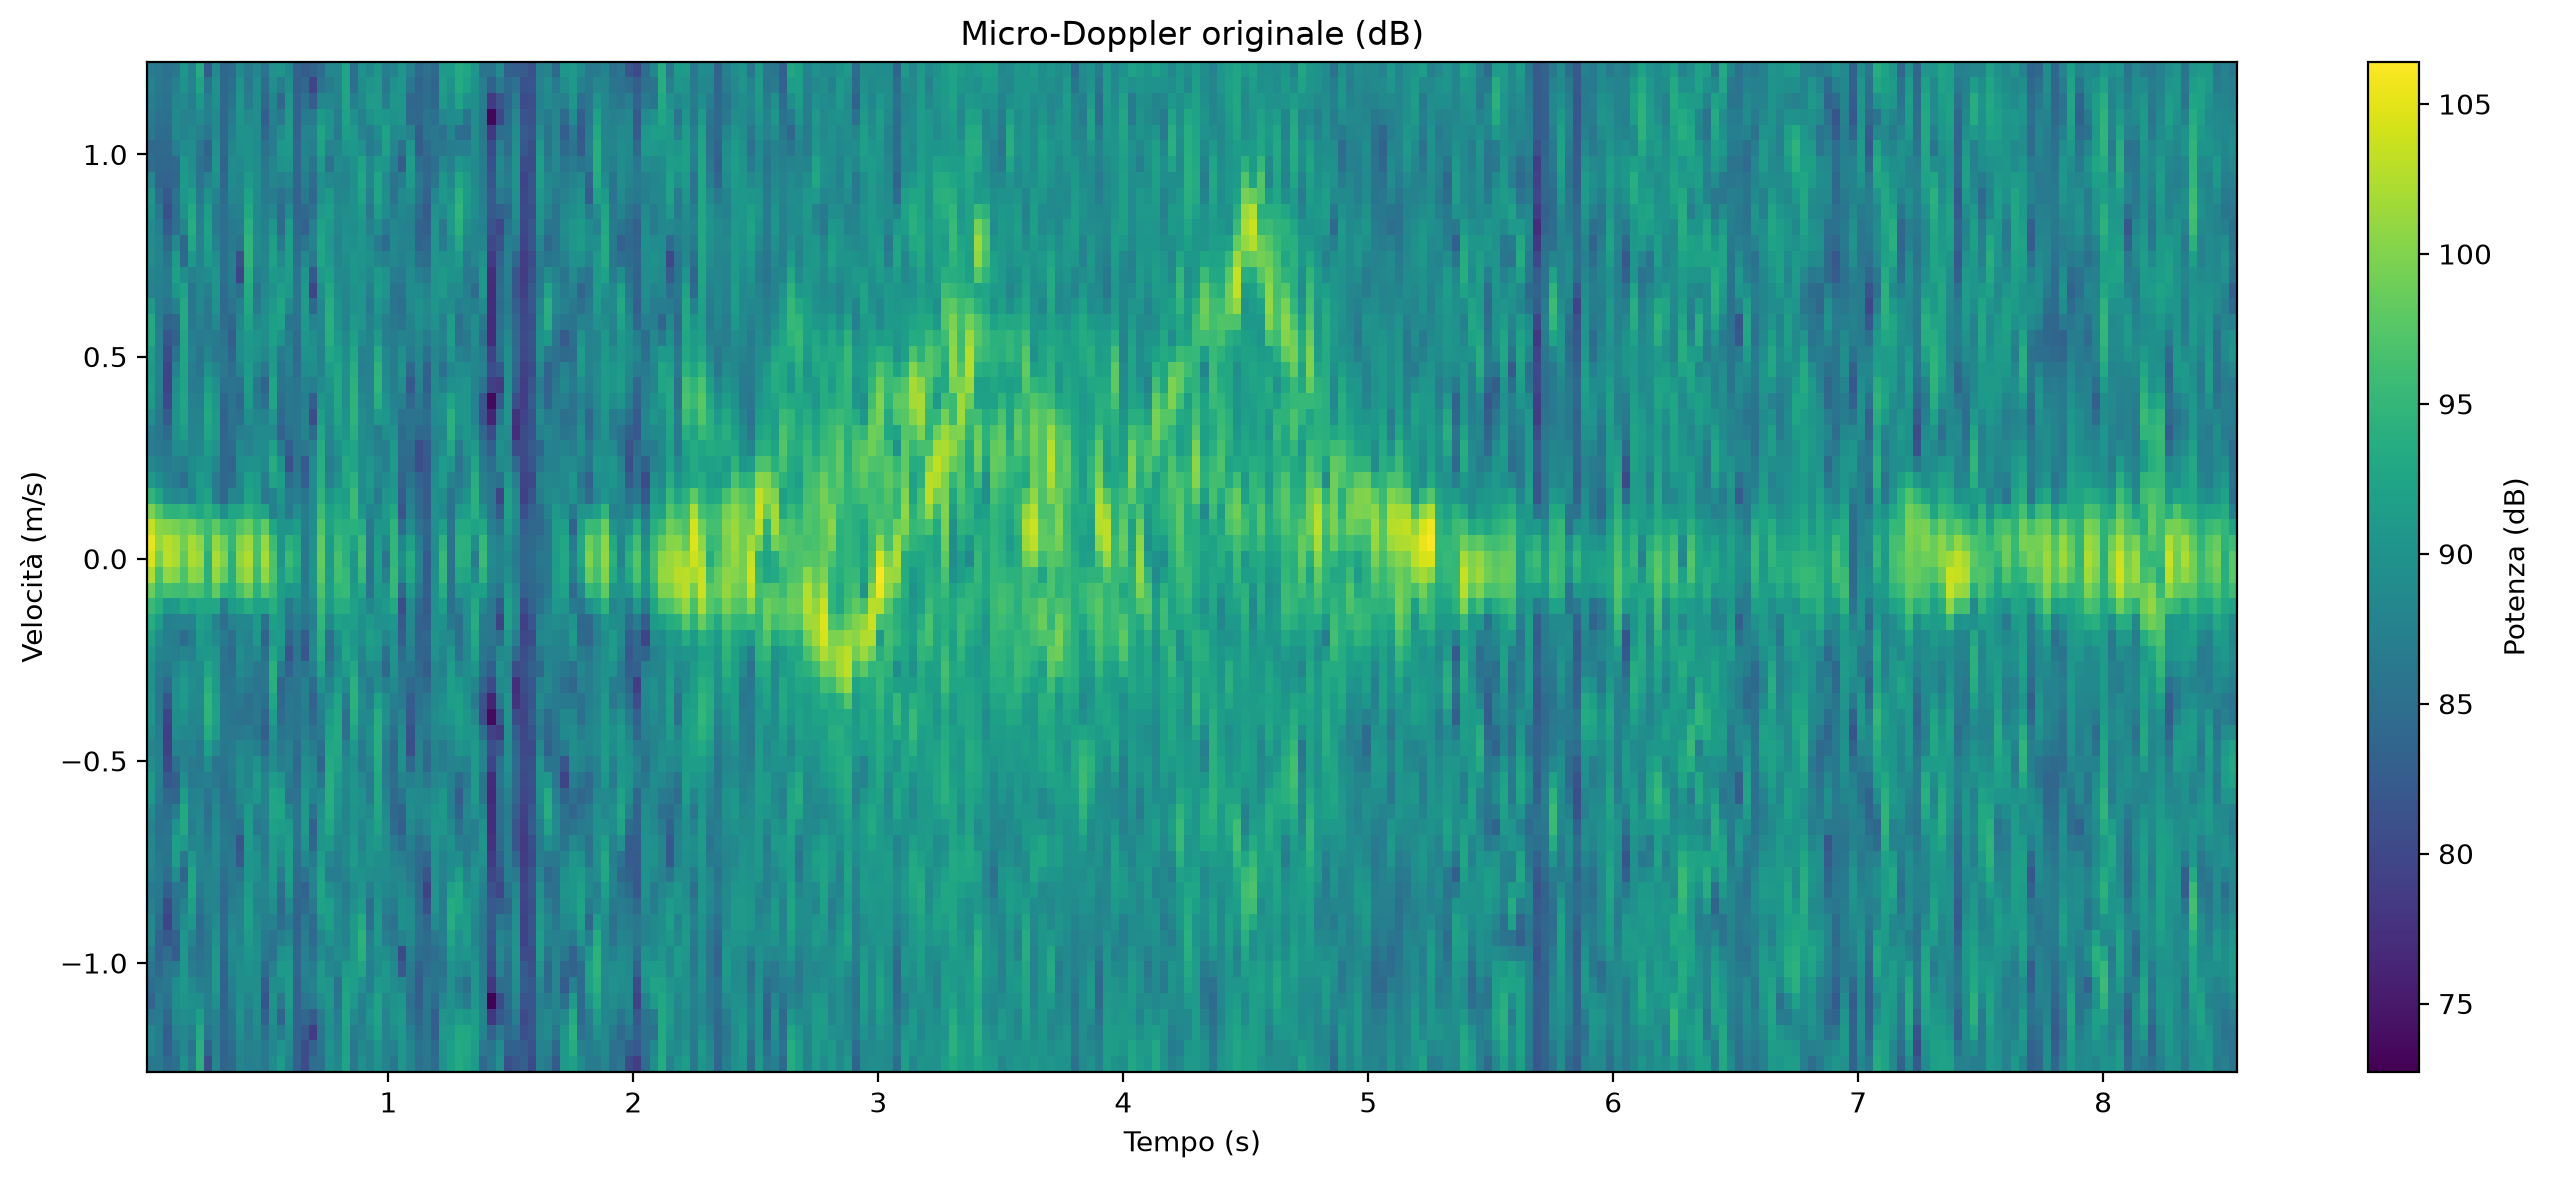 Micro-Doppler originale (dB)
Velocità (m/s)
1.0
0.5
0.0
−0.5
−1.0
1 2 3 4 5 6 7 8
Tempo (s)
105
100
95
90
85
80
75
Potenza (dB)